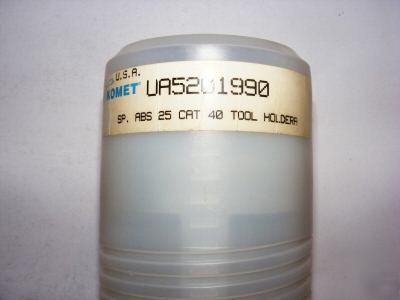 U.S.A.
KOMET UA5201990
SP. ABS 25 CAT 40 TOOL HOLDERA